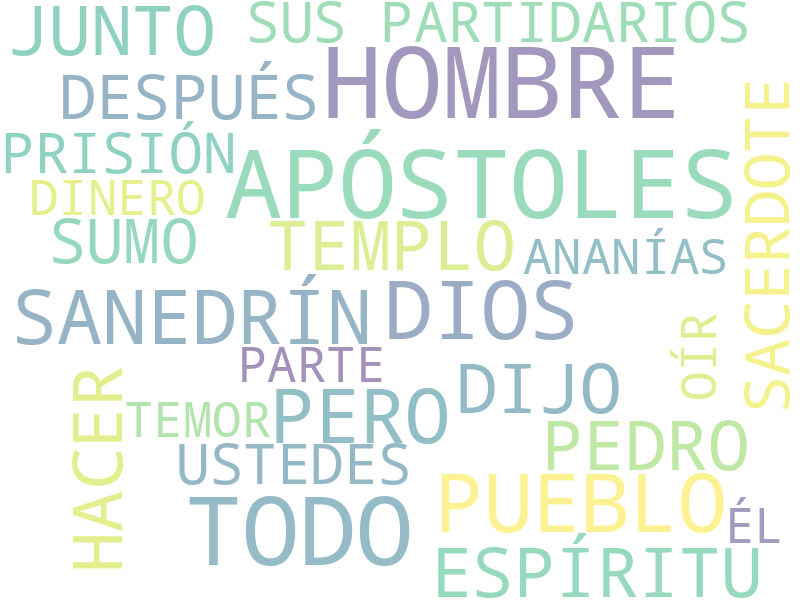 JUNTO
SUS PARTIDARIOS
DESPUÉS
HOMBRE
PRISIÓN
APÓSTOLES
SACERDOTE
DINERO
SUMO
TEMPLO
ANANÍAS
SANEDRÍN
DIOS
OÍR
PARTE
DIJO
HACER
TEMOR
PERO
PEDRO
USTEDES
TODO
PUEBLO
ÉL
ESPÍRITU